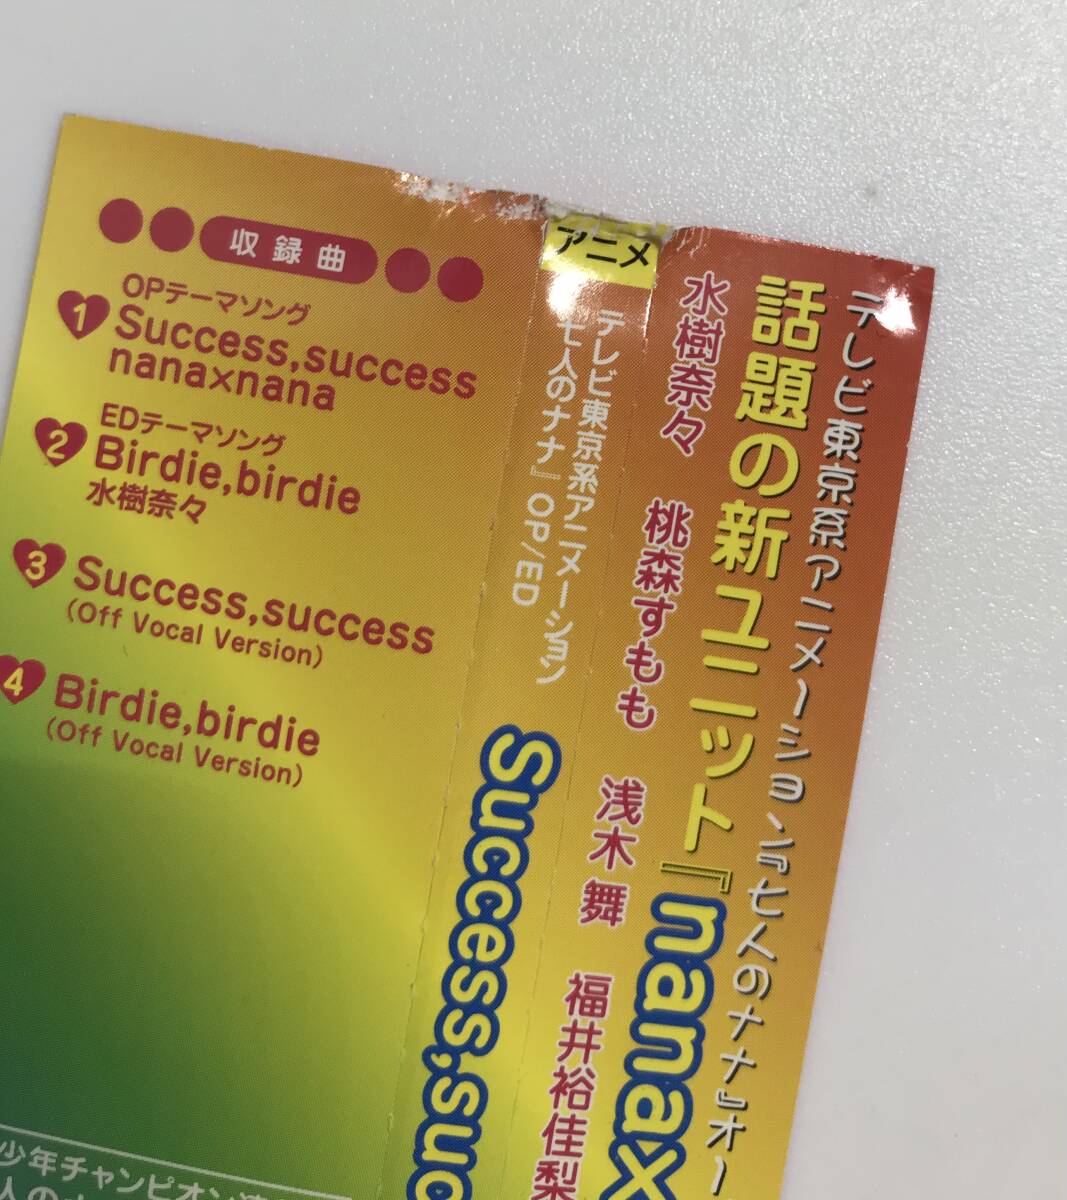 収録曲
1
OPテーマソング
Success,success
nana×nana
2
EDテーマソング
Birdie,birdie
水樹奈々
3
Success,success
(Off Vocal Version)
4
Birdie,birdie
(Off Vocal Version)
少年チャンピオン
人の
アニメ
テレビ東京系アニメーション
七人のナナ』OP/ED
Success,suc
テレビ東京系アニメーション『七人のナナ』オー
話題の新ユニット『nana×
水樹奈々 桃森すもも 浅木舞 福井裕佳梨